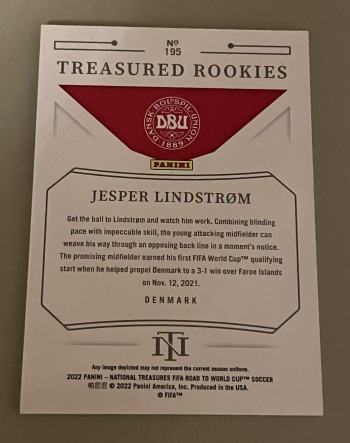 Nº
195
TREASURED ROOKIES
DANSK BOLDSPIL-UNION
DBU
1889
PANINI
JESPER LINDSTRØM
Get the ball to Lindstrøm and watch him work. Combining blinding
pace with impeccable skill, the young attacking midfielder can
weave his way through an opposing back line in a moment's notice.
The promising midfielder earned his first FIFA World Cup™ qualifying
start when he helped propel Denmark to a 3-1 win over Faroe Islands
on Nov. 12, 2021.
DENMARK
NT
Any image depicted may not represent the current season uniform.
2022 PANINI – NATIONAL TREASURES FIFA ROAD TO WORLD CUP™ SOCCER
帕尼尼 © 2022 Panini America, Inc. Produced in the USA.
© FIFA™